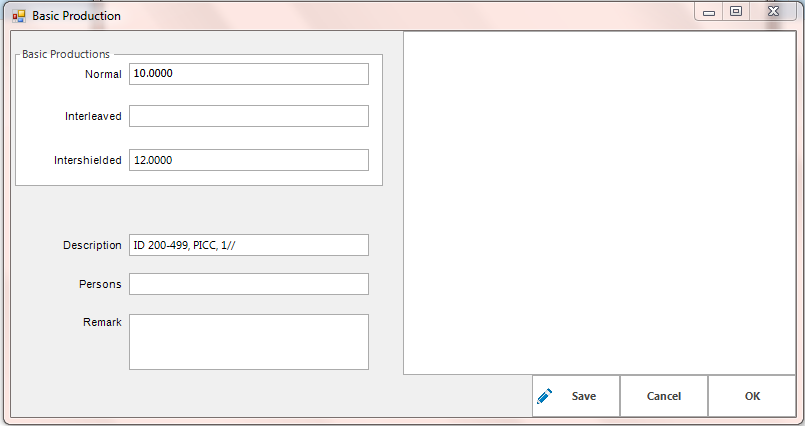 Basic Production
Basic Productions
Normal 10.0000
Interleaved
Intershielded 12.0000
Description ID 200-499, PICC, 1//
Persons
Remark
Save Cancel OK